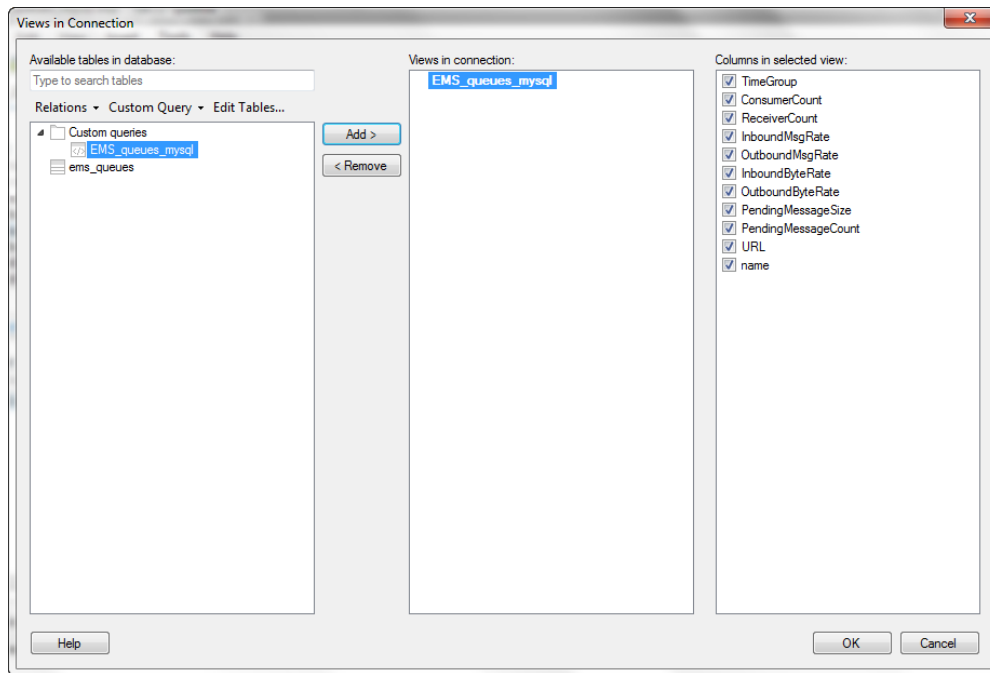 Views in Connection
Available tables in database:
Type to search tables
Relations Custom Query Edit Tables...
Custom queries
EMS_queues_mysql
ems_queues
Add >
< Remove
Views in connection:
EMS_queues_mysql
Columns in selected view:
TimeGroup
ConsumerCount
ReceiverCount
InboundMsgRate
OutboundMsgRate
InboundByteRate
OutboundByteRate
PendingMessageSize
PendingMessageCount
URL
name
Help
OK
Cancel